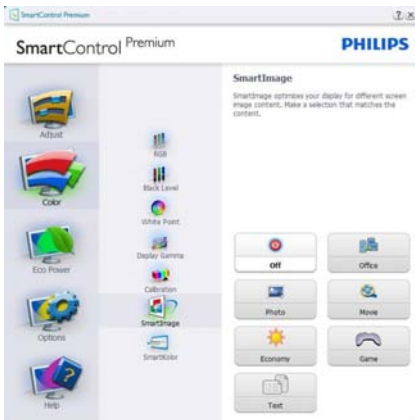 SmartControl Premium
SmartControl Premium
PHILIPS
Adjust
Color
Eco Power
Options
Help
RGB
Black Level
White Point
Display Gamma
Calibration
SmartImage
SmartKolor
SmartImage
SmartImage optimizes your display for different screen
image content. Make a selection that matches the
content.
Off
Office
Photo
Movie
Economy
Game
Text